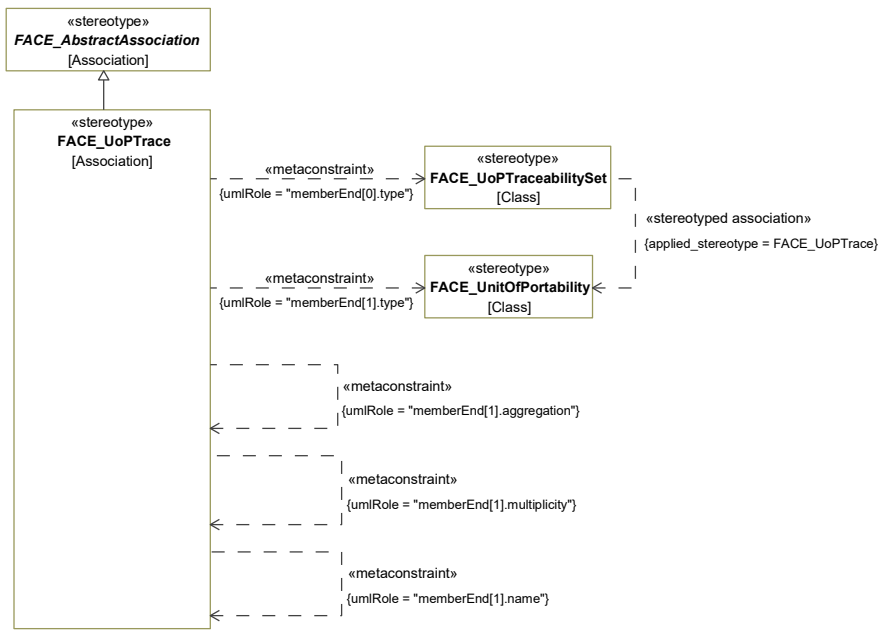 «stereotype»
FACE_AbstractAssociation
[Association]
«stereotype»
FACE_UoPTrace
[Association]
«metaconstraint»
{umlRole = "memberEnd[0].type"}
«stereotype»
FACE_UoPTraceabilitySet
[Class]
«stereotyped association»
{applied_stereotype = FACE_UoPTrace}
«metaconstraint»
{umlRole = "memberEnd[1].type"}
«stereotype»
FACE_UnitOfPortability
[Class]
«metaconstraint»
{umlRole = "memberEnd[1].aggregation"}
«metaconstraint»
{umlRole = "memberEnd[1].multiplicity"}
«metaconstraint»
{umlRole = "memberEnd[1].name"}